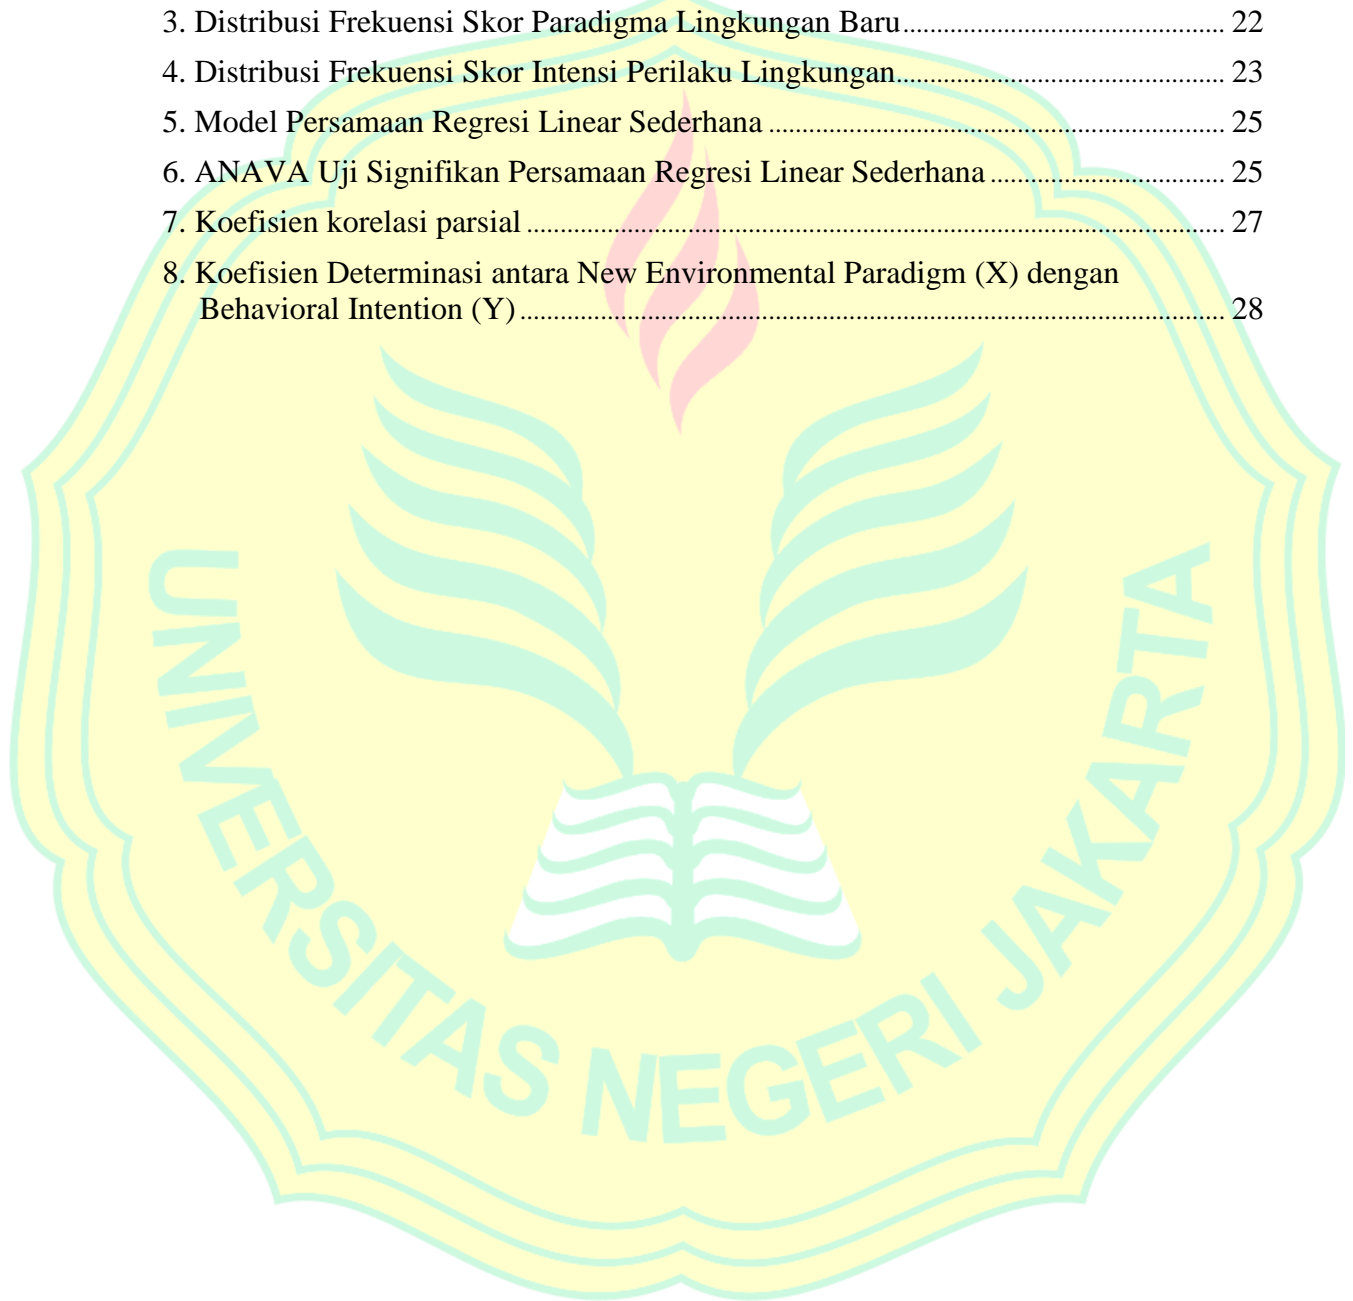 3. Distribusi Frekuensi Skor Paradigma Lingkungan Baru........................................ 22
4. Distribusi Frekuensi Skor Intensi Perilaku Lingkungan......................................... 23
5. Model Persamaan Regresi Linear Sederhana ......................................................... 25
6. ANAVA Uji Signifikan Persamaan Regresi Linear Sederhana ............................. 25
7. Koefisien korelasi parsial ....................................................................................... 27
8. Koefisien Determinasi antara New Environmental Paradigm (X) dengan
Behavioral Intention (Y) ........................................................................................ 28
UNIVERSITAS NEGERI JAKARTA